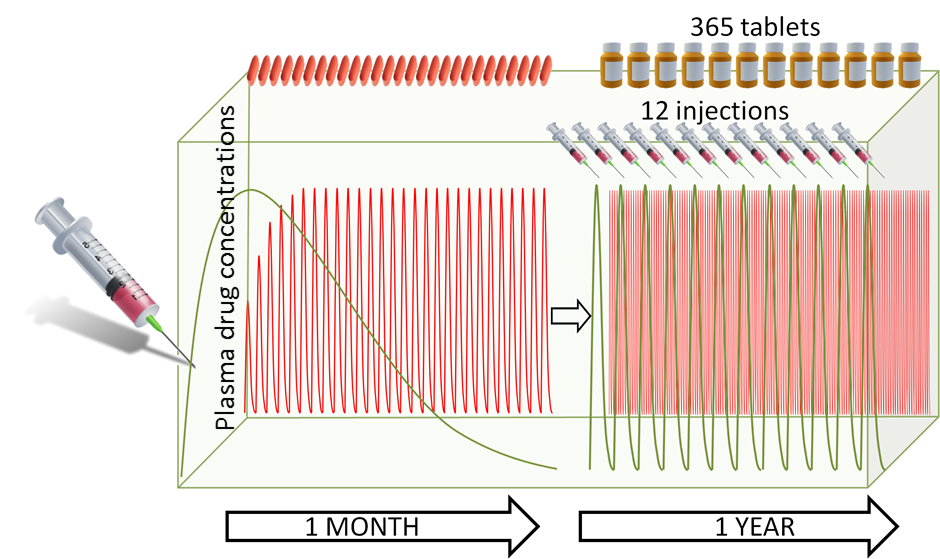 365 tablets
12 injections
Plasma drug concentrations
1 MONTH
1 YEAR